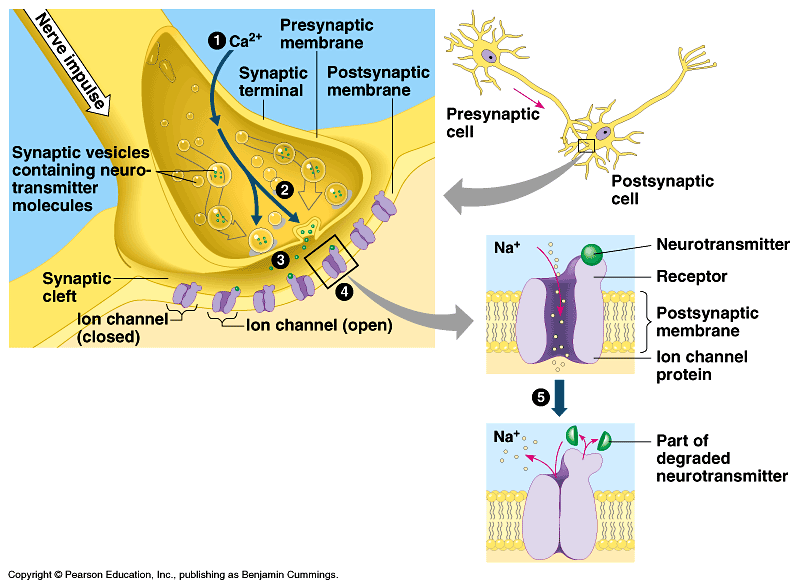 Nerve impulse
1 Ca2+
Presynaptic
membrane
Synaptic
terminal
Postsynaptic
membrane
Synaptic vesicles
containing neuro-
transmitter
molecules
2
3
4
Synaptic
cleft
Ion channel
(closed)
Ion channel (open)
Presynaptic
cell
Postsynaptic
cell
Na+
Neurotransmitter
Receptor
Postsynaptic
membrane
Ion channel
protein
5
Na+
Part of
degraded
neurotransmitter
Copyright © Pearson Education, Inc., publishing as Benjamin Cummings.